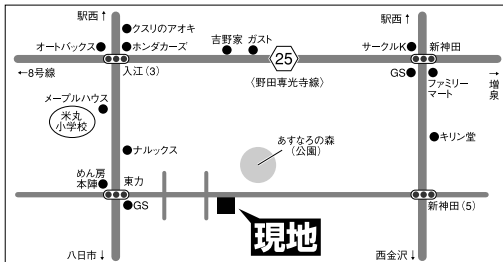 駅西↑
駅西↑
クスリのアオキ
オートバックス
ホンダカーズ
吉野家 ガスト
サークルK
新神田
←8号線
入江(3)
25
〈野田専光寺線〉
GS
ファミリー
マート
→
増泉
メープルハウス
米丸
小学校
あすなろの森
(公園)
キリン堂
ナルックス
めん房
本陣
東力
GS
現地
新神田(5)
八日市↓
西金沢↓